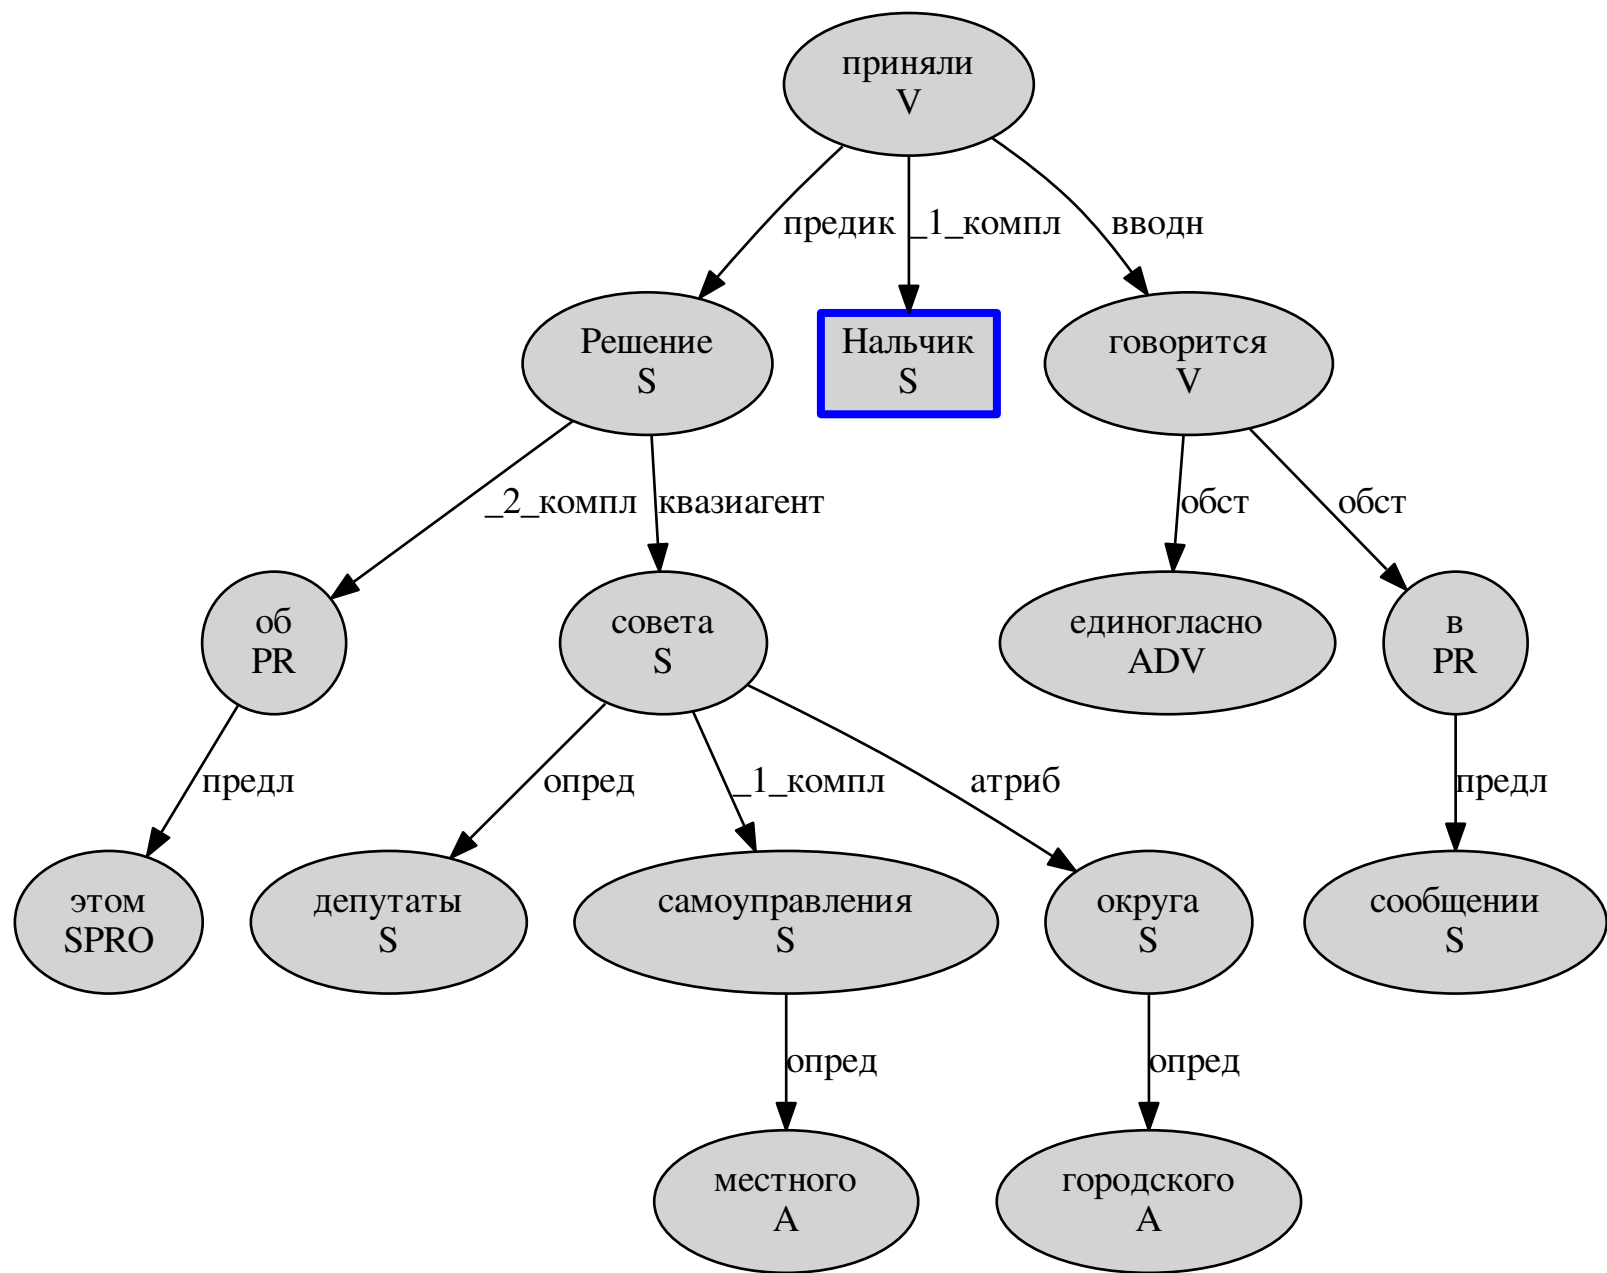 приняли
V
предик
_1_компл
вводн
Решение
S
Нальчик
S
говорится
V
_2_компл
квазиагент
обст
обст
об
PR
совета
S
единогласно
ADV
в
PR
предл
опред
_1_компл
атриб
предл
этом
SPRO
депутаты
S
самоуправления
S
округа
S
сообщении
S
опред
опред
местного
A
городского
A